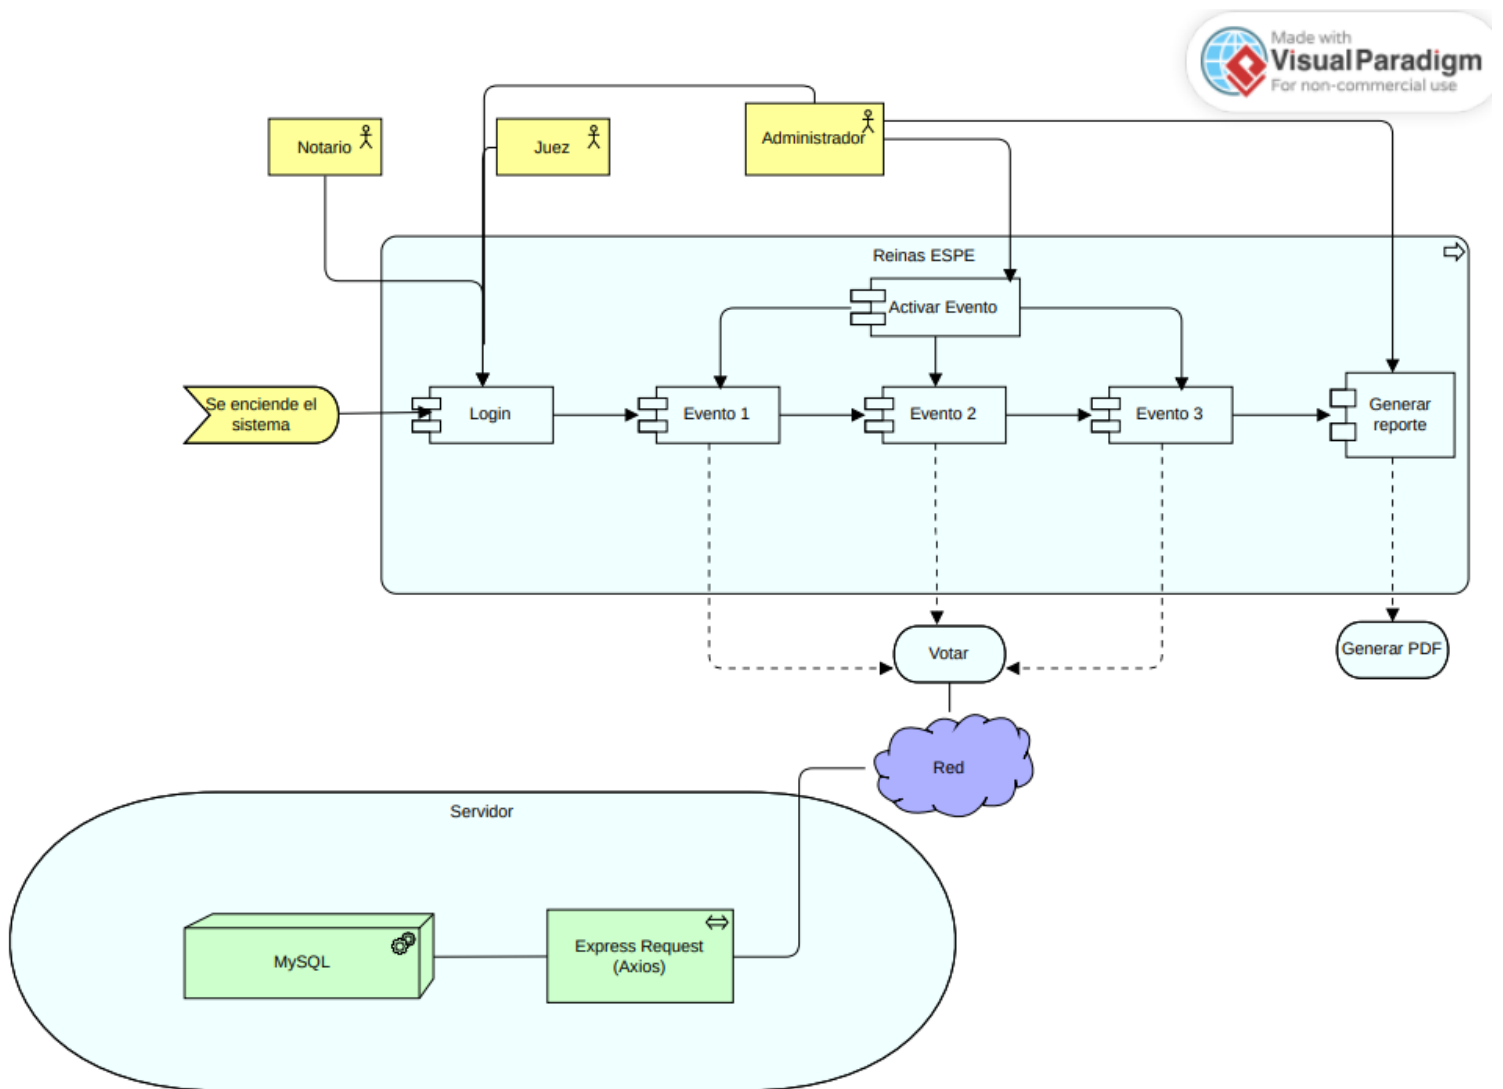 Made with
Visual Paradigm
For non-commercial use
Notario
Juez
Administrador
Reinas ESPE
Activar Evento
Se enciende el
sistema
Login
Evento 1
Evento 2
Evento 3
Generar
reporte
Votar
Generar PDF
Red
Servidor
MySQL
Express Request
(Axios)